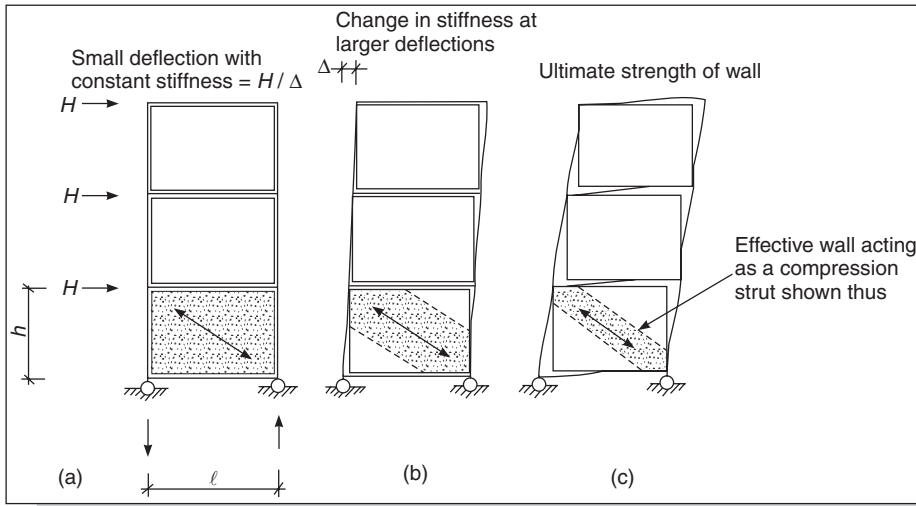 Small deflection with
constant stiffness = H / Δ
Change in stiffness at
larger deflections
Δ
Ultimate strength of wall
H
H
H
h
Effective wall acting
as a compression
strut shown thus
(a)
ℓ
(b)
(c)